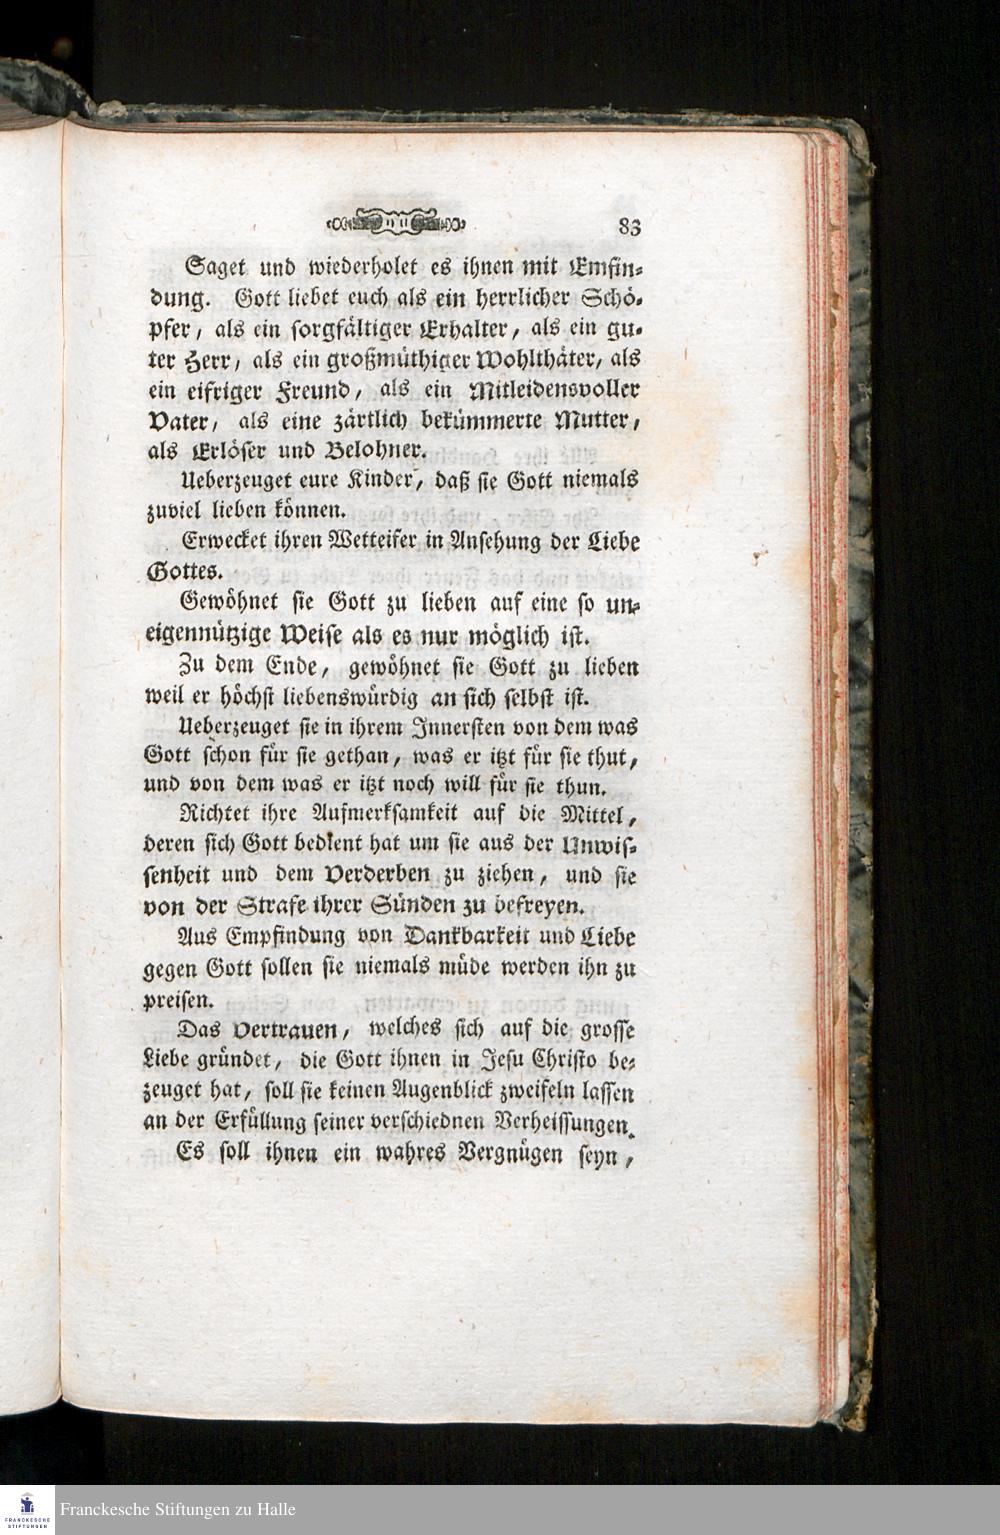 83
Saget und wiederholet es ihnen mit Emfin-
dung. Gott liebet euch als ein herrlicher Schö-
pfer, als ein sorgfältiger Erhalter, als ein gu-
ter Herr, als ein großmüthiger Wohlthäter, als
ein eifriger Freund, als ein Mitleidensvoller
Vater, als eine zärtlich bekümmerte Mutter,
als Erlöser und Belohner.
Ueberzeuget eure Kinder, daß sie Gott niemals
zuviel lieben können.
Erwecket ihren Wetteifer in Ansehung der Liebe
Gottes.
Gewöhnet sie Gott zu lieben auf eine so un-
eigennützige Weise als es nur möglich ist.
Zu dem Ende, gewöhnet sie Gott zu lieben
weil er höchst liebenswürdig an sich selbst ist.
Ueberzeuget sie in ihrem Innersten von dem was
Gott schon für sie gethan, was er itzt für sie thut,
und von dem was er itzt noch will für sie thun.
Richtet ihre Aufmerksamkeit auf die Mittel,
deren sich Gott bedient hat um sie aus der Unwis-
senheit und dem Verderben zu ziehen, und sie
von der Strafe ihrer Sünden zu befreyen.
Aus Empfindung von Dankbarkeit und Liebe
gegen Gott sollen sie niemals müde werden ihn zu
preisen.
Das Vertrauen, welches sich auf die grosse
Liebe gründet, die Gott ihnen in Jesu Christo be-
zeuget hat, soll sie keinen Augenblick zweifeln lassen
an der Erfüllung seiner verschiednen Verheissungen.
Es soll ihnen ein wahres Vergnügen seyn,
FRANCKESCHE
STIFTUNGEN
Franckesche Stiftungen zu Halle